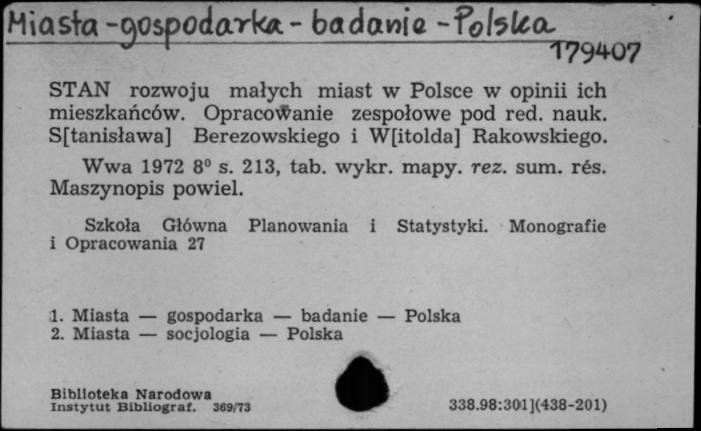 Miasta - gospodarka - badanie - Polska
179407
STAN rozwoju małych miast w Polsce w opinii ich
mieszkańców. Opracowanie zespołowe pod red. nauk.
S[tanisława] Berezowskiego i W[itolda] Rakowskiego.
Wwa 1972 8⁰ s. 213, tab. wykr. mapy. rez. sum. rés.
Maszynopis powiel.
Szkoła Główna Planowania i Statystyki. Monografie
i Opracowania 27
1. Miasta — gospodarka — badanie — Polska
2. Miasta — socjologia — Polska
Biblioteka Narodowa
Instytut Bibliograf. 369/73
338.98:301](438-201)